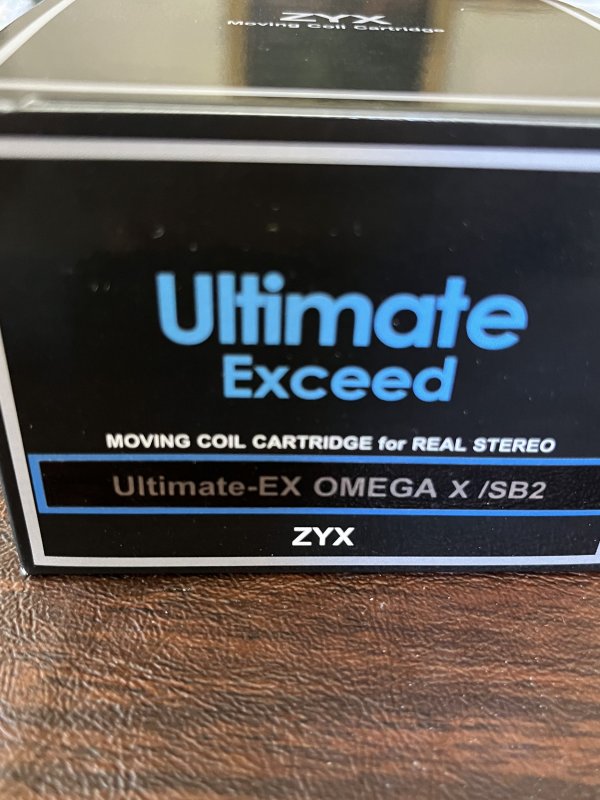 ZYX
Moving Coil Cartridge
Ultimate
Exceed
MOVING COIL CARTRIDGE for REAL STEREO
Ultimate-EX OMEGA X /SB2
ZYX